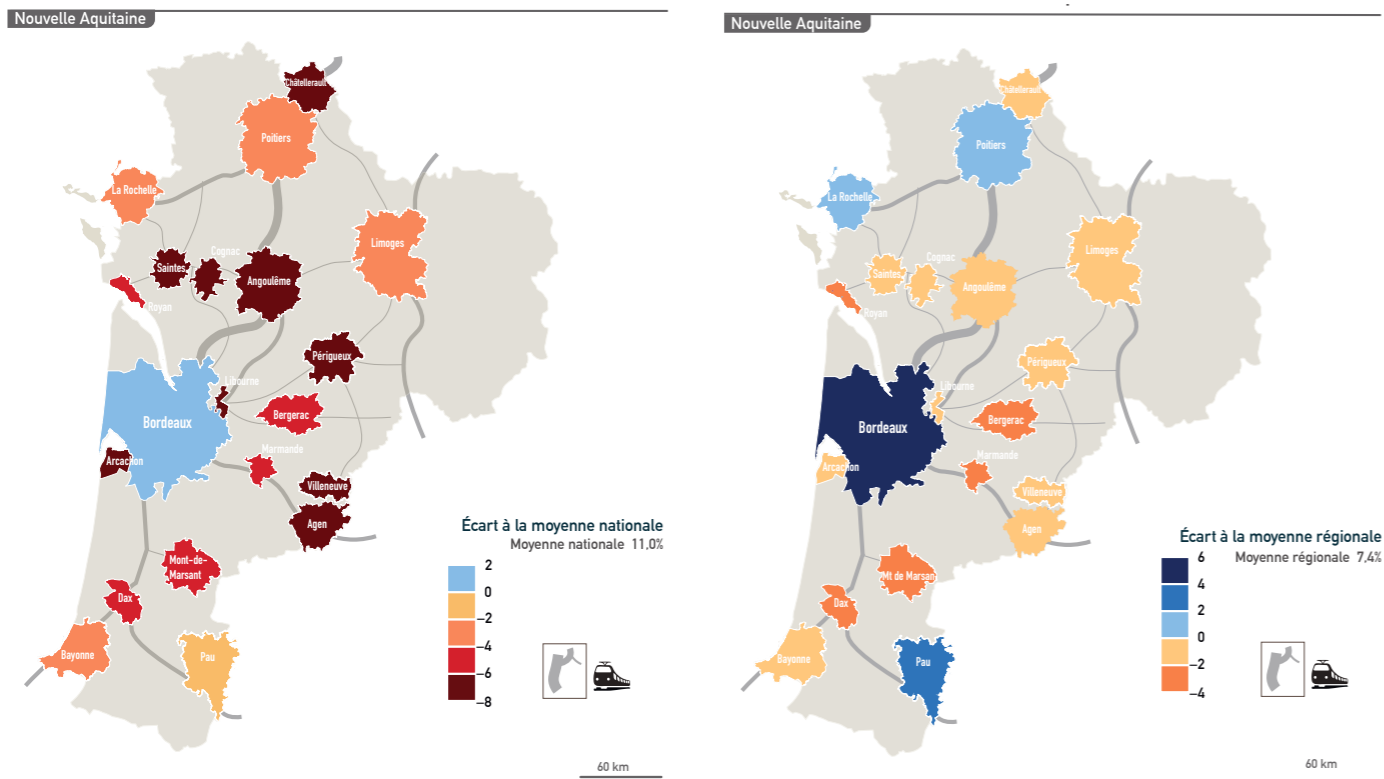 Nouvelle Aquitaine
Châtellerault
Poitiers
La Rochelle
Limoges
Cognac
Saintes
Angoulême
Royan
Périgueux
Libourne
Bergerac
Bordeaux
Marmande
Arcachon
Villeneuve
Agen
Mont-de-
Marsant
Dax
Bayonne
Pau
Écart à la moyenne nationale
Moyenne nationale 11,0%
2
0
–2
–4
–6
–8
60 km
Nouvelle Aquitaine
Châtellerault
Poitiers
La Rochelle
Limoges
Cognac
Saintes
Angoulême
Royan
Périgueux
Libourne
Bergerac
Bordeaux
Marmande
Arcachon
Villeneuve
Agen
Mt de Marsan
Dax
Bayonne
Pau
Écart à la moyenne régionale
Moyenne régionale 7,4%
6
4
2
0
–2
–4
60 km